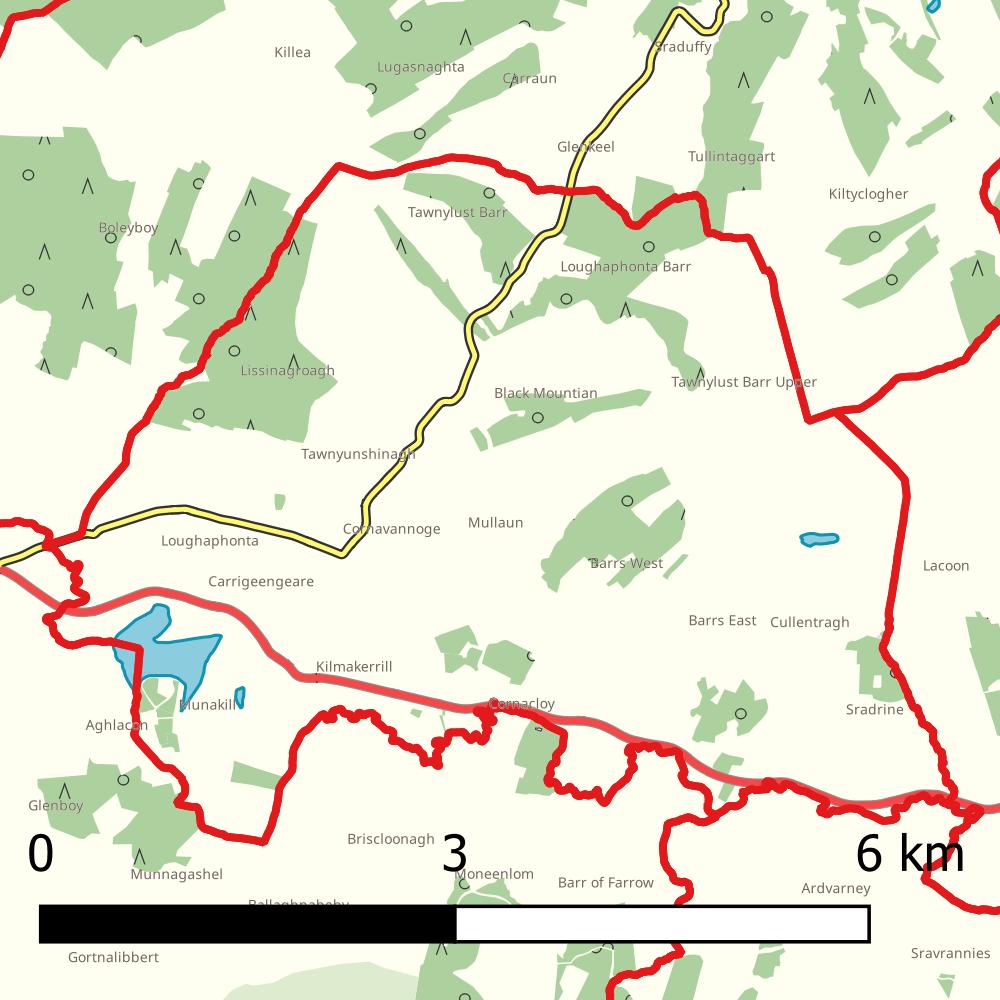 Killea
Sraduffy
Lugasnaghta
Carraun
Glenkeel
Tullintaggart
Kiltyclogher
Tawnylust Barr
Boleyboy
Loughaphonta Barr
Lissinagroagh
Tawnylust Barr Upper
Black Mountian
Tawnyunshinagh
Mullaun
Cornavannoge
Loughaphonta
Barrs West
Lacoon
Carrigeengeare
Barrs East
Cullentragh
Kilmakerrill
Munakill
Cornacloy
Sradrine
Aghlacon
Glenboy
Briscloonagh
0 3 6 km
Munnagashel
Moneenlom
Barr of Farrow
Ardvarney
Ballaghnabehy
Gortnalibbert
Sravrannies